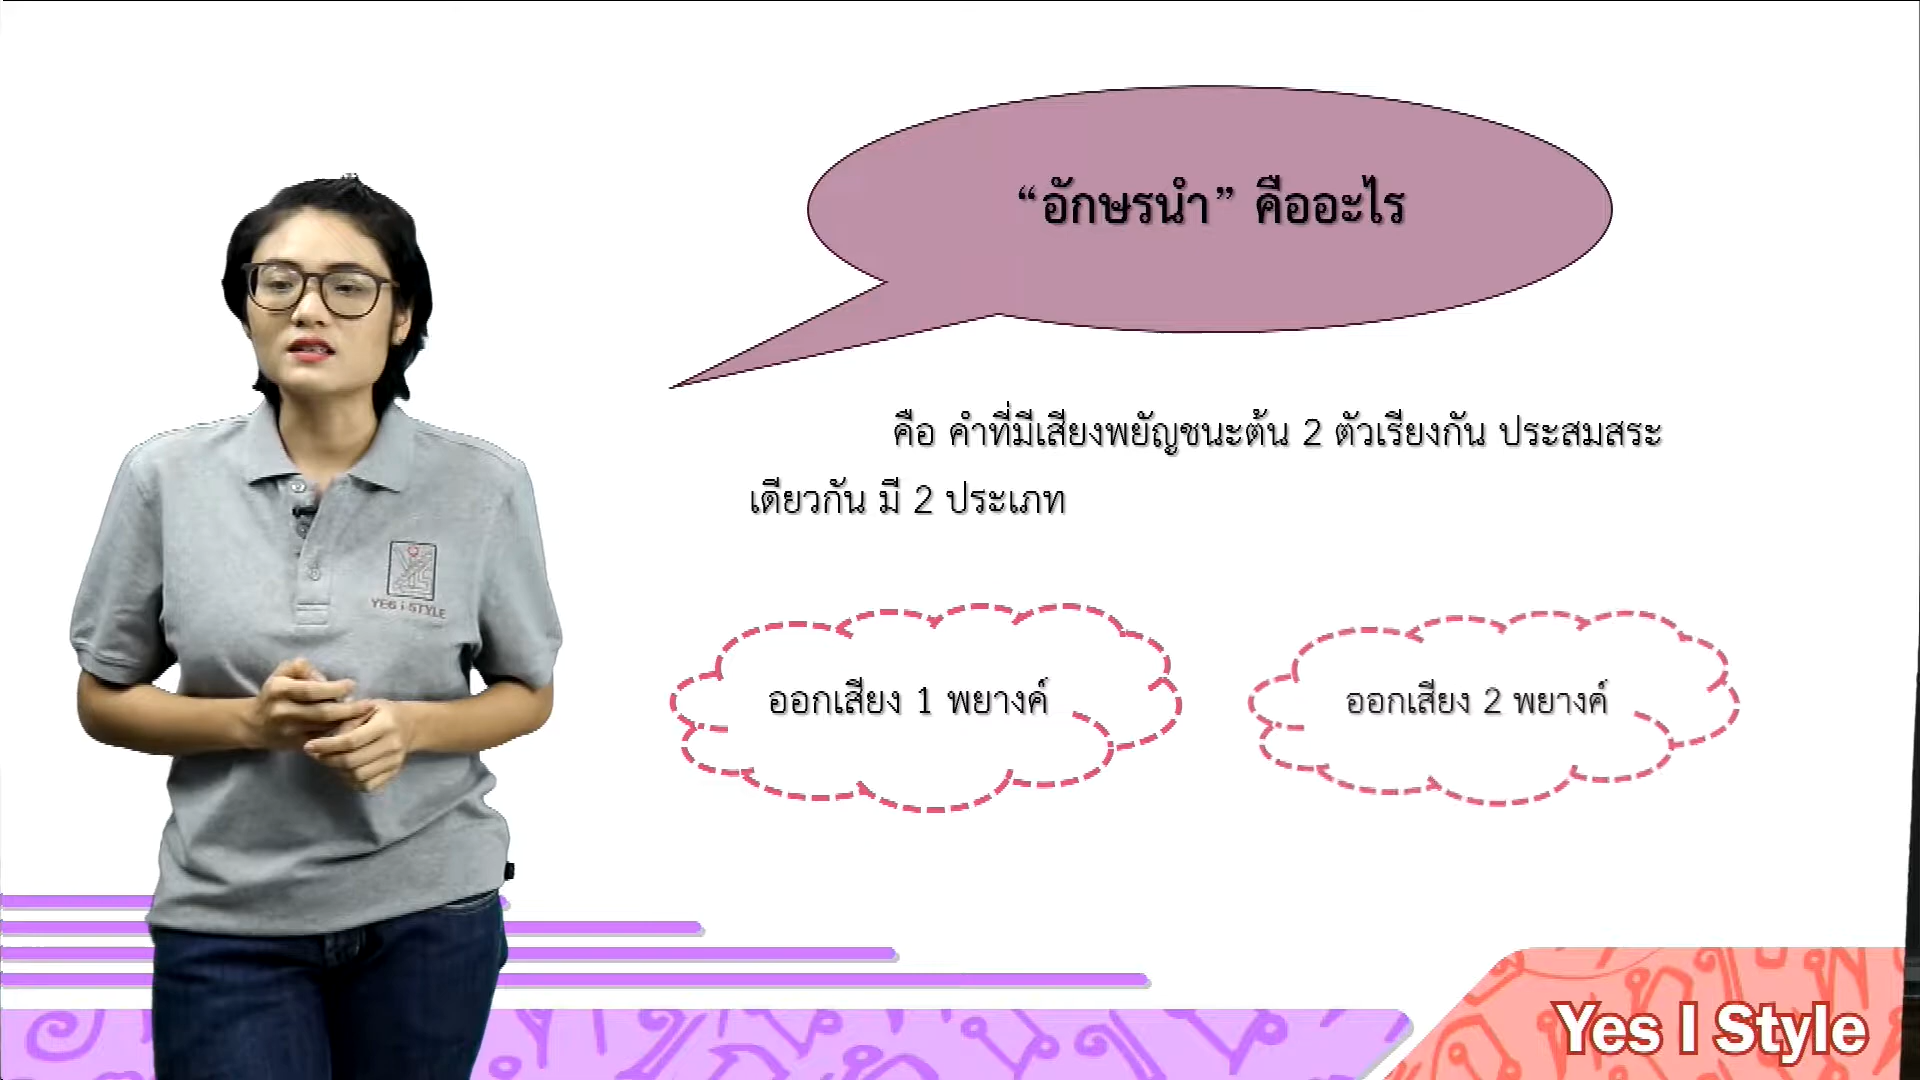 “อักษรนำ” คืออะไร
คือ คำที่มีเสียงพยัญชนะต้น 2 ตัวเรียงกัน ประสมสระ
เดียวกัน มี 2 ประเภท
ออกเสียง 1 พยางค์
ออกเสียง 2 พยางค์
YES i STYLE
Yes I Style